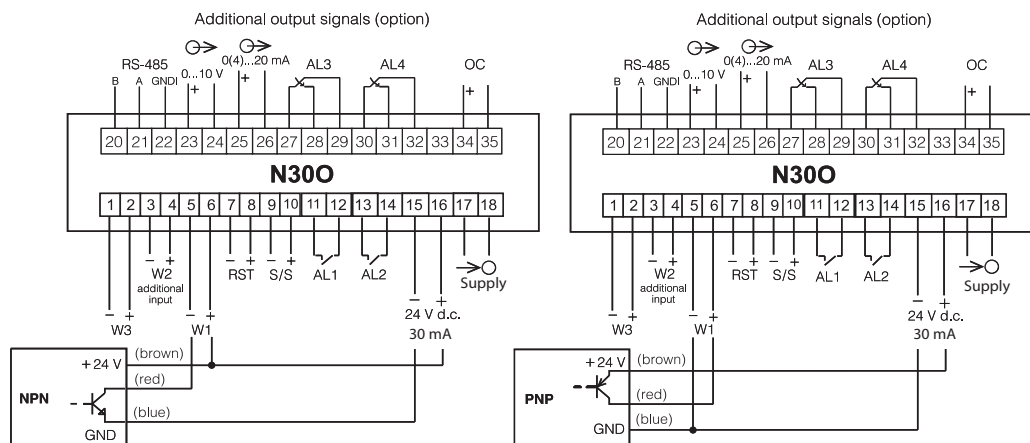 Additional output signals (option)
RS-485
B A GNDI
0...10 V
+
0(4)...20 mA
+
AL3
AL4
OC
+
20 21 22 23 24 25 26 27 28 29 30 31 32 33 34 35
N30O
1 2 3 4 5 6 7 8 9 10 11 12 13 14 15 16 17 18
– +
W2
additional
input
– +
RST
– +
S/S
AL1
AL2
Supply
– +
W3
– +
W1
– +
24 V d.c.
30 mA
NPN
+ 24 V
(brown)
(red)
(blue)
GND
Additional output signals (option)
RS-485
B A GNDI
0...10 V
+
0(4)...20 mA
+
AL3
AL4
OC
+
20 21 22 23 24 25 26 27 28 29 30 31 32 33 34 35
N30O
1 2 3 4 5 6 7 8 9 10 11 12 13 14 15 16 17 18
– +
W2
additional
input
– +
RST
– +
S/S
AL1
AL2
Supply
– +
W3
– +
W1
– +
24 V d.c.
30 mA
PNP
+24 V
(brown)
(red)
(blue)
GND